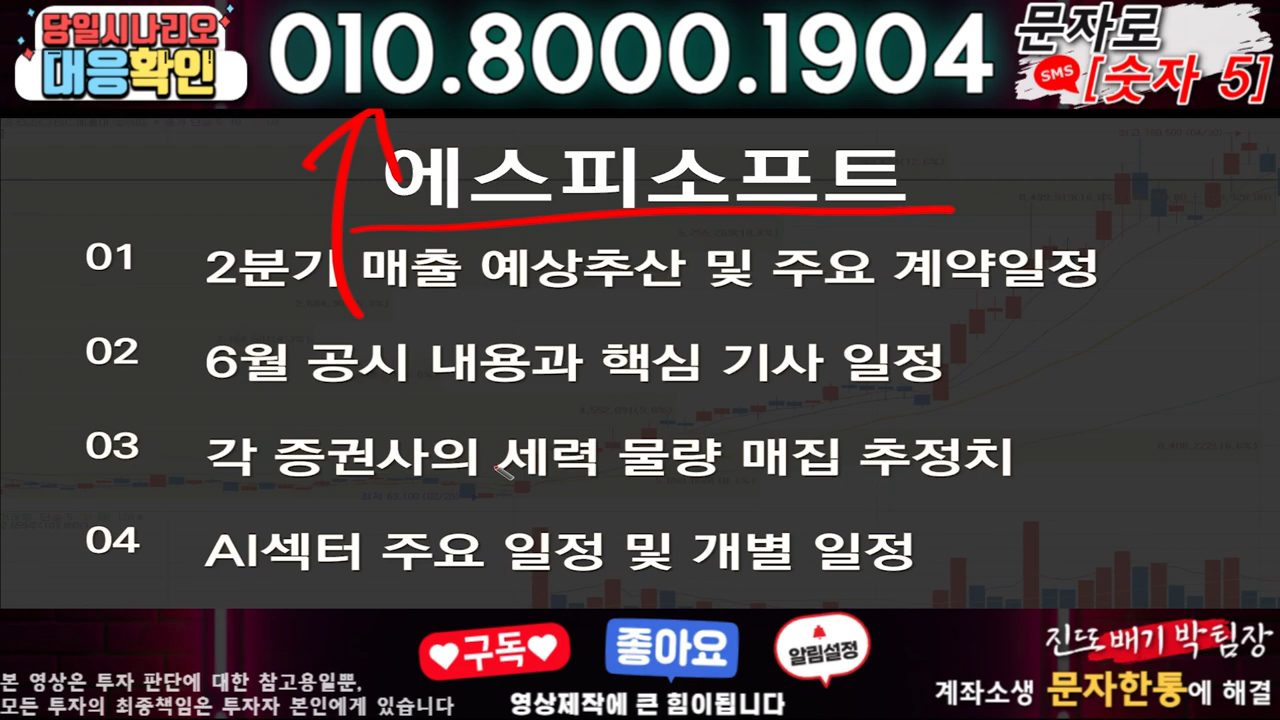 당일시나리오
대응확인
010.8000.1904
문자로
SMS [숫자 5]
에스피소프트
01 2분기 매출 예상추산 및 주요 계약일정
02 6월 공시 내용과 핵심 기사 일정
03 각 증권사의 세력 물량 매집 추정치
04 AI섹터 주요 일정 및 개별 일정
구독 좋아요 알림설정
영상제작에 큰 힘이됩니다
본 영상은 투자 판단에 대한 참고용일뿐,
모든 투자의 최종책임은 투자자 본인에게 있습니다
진또배기 박팀장
계좌소생 문자한통에 해결